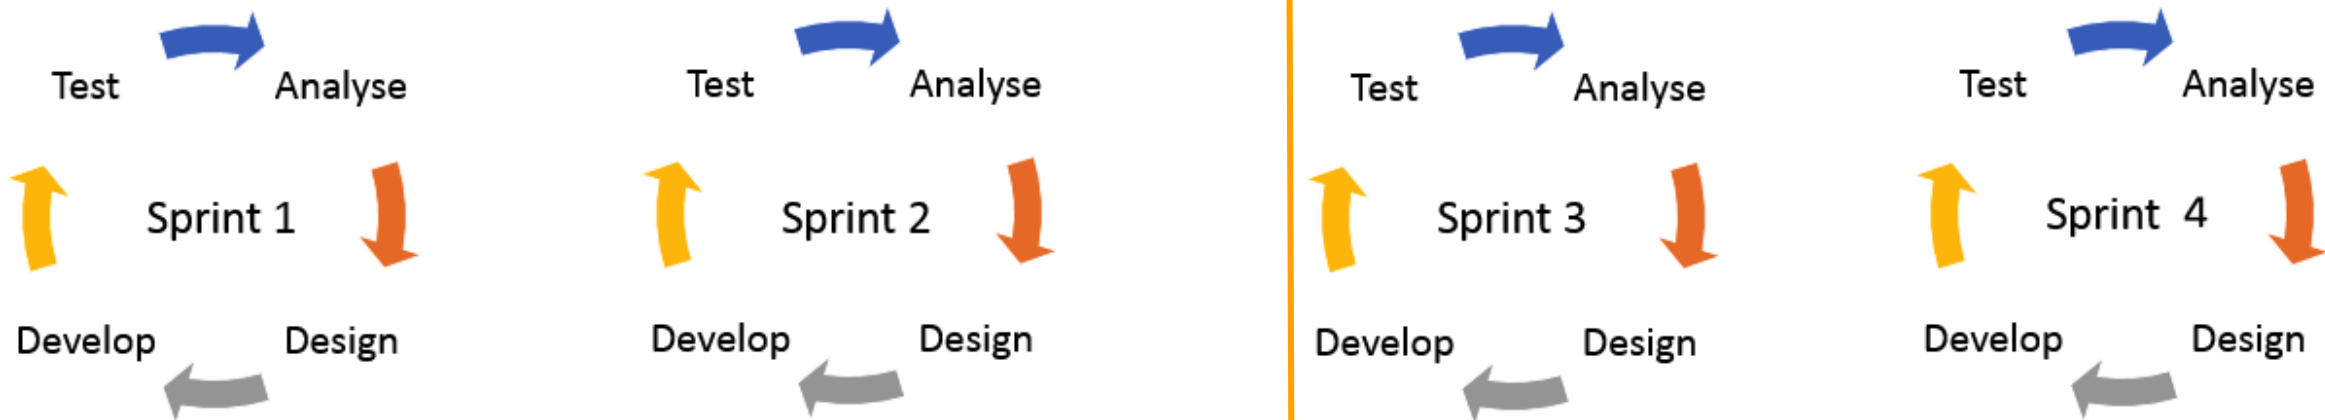 Test Analyse
Sprint 1
Develop Design
Test Analyse
Sprint 2
Develop Design
Test Analyse
Sprint 3
Develop Design
Test Analyse
Sprint 4
Develop Design